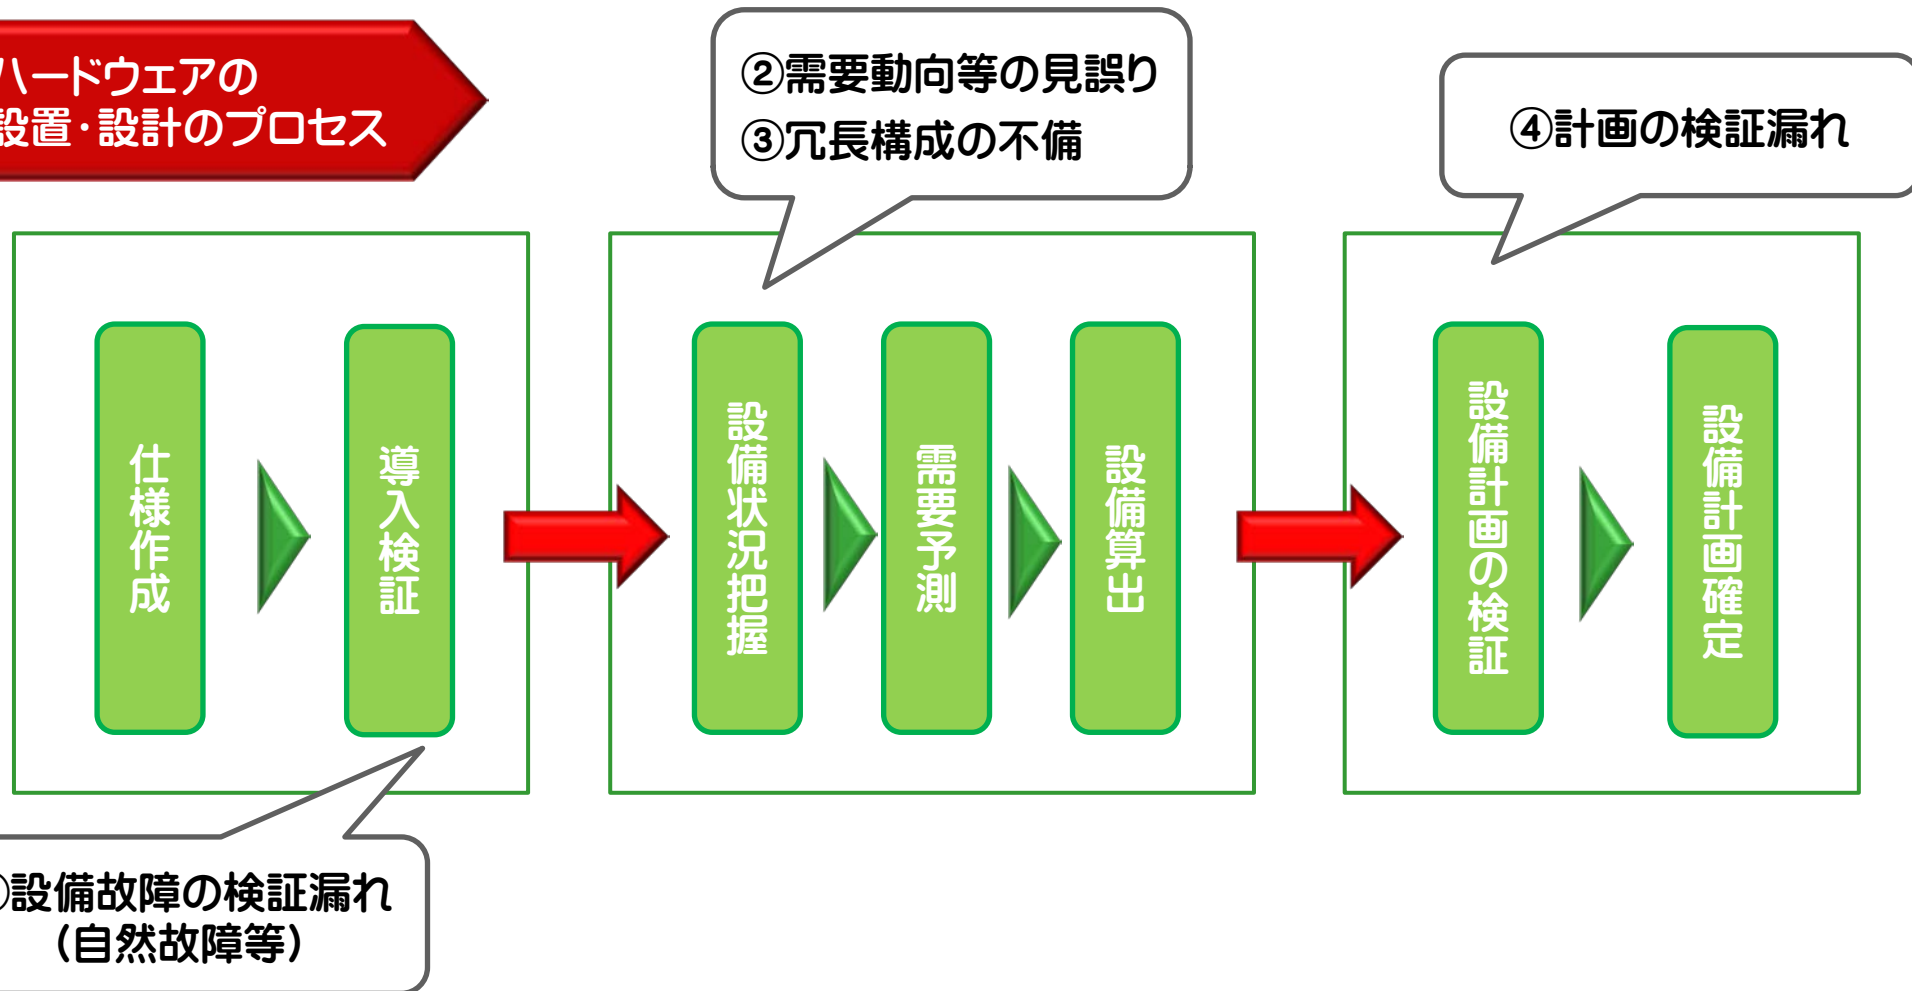 ハードウェアの
設置・設計のプロセス
②需要動向等の見誤り
③冗長構成の不備
④計画の検証漏れ
仕様作成
導入検証
設備状況把握
需要予測
設備算出
設備計画の検証
設備計画確定
設備故障の検証漏れ
(自然故障等)